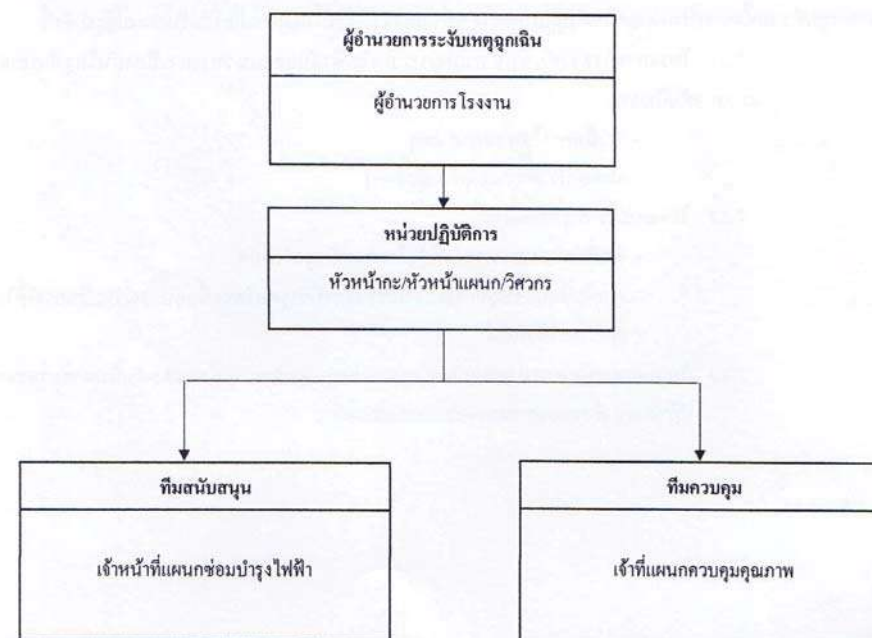 ผู้อำนวยการระงับเหตุฉุกเฉิน
ผู้อำนวยการโรงงาน
หน่วยปฏิบัติการ
หัวหน้ากะ/หัวหน้าแผนก/วิศวกร
ทีมสนับสนุน
ทีมควบคุม
เจ้าหน้าที่แผนกซ่อมบำรุงไฟฟ้า
เจ้าที่แผนกควบคุมคุณภาพ